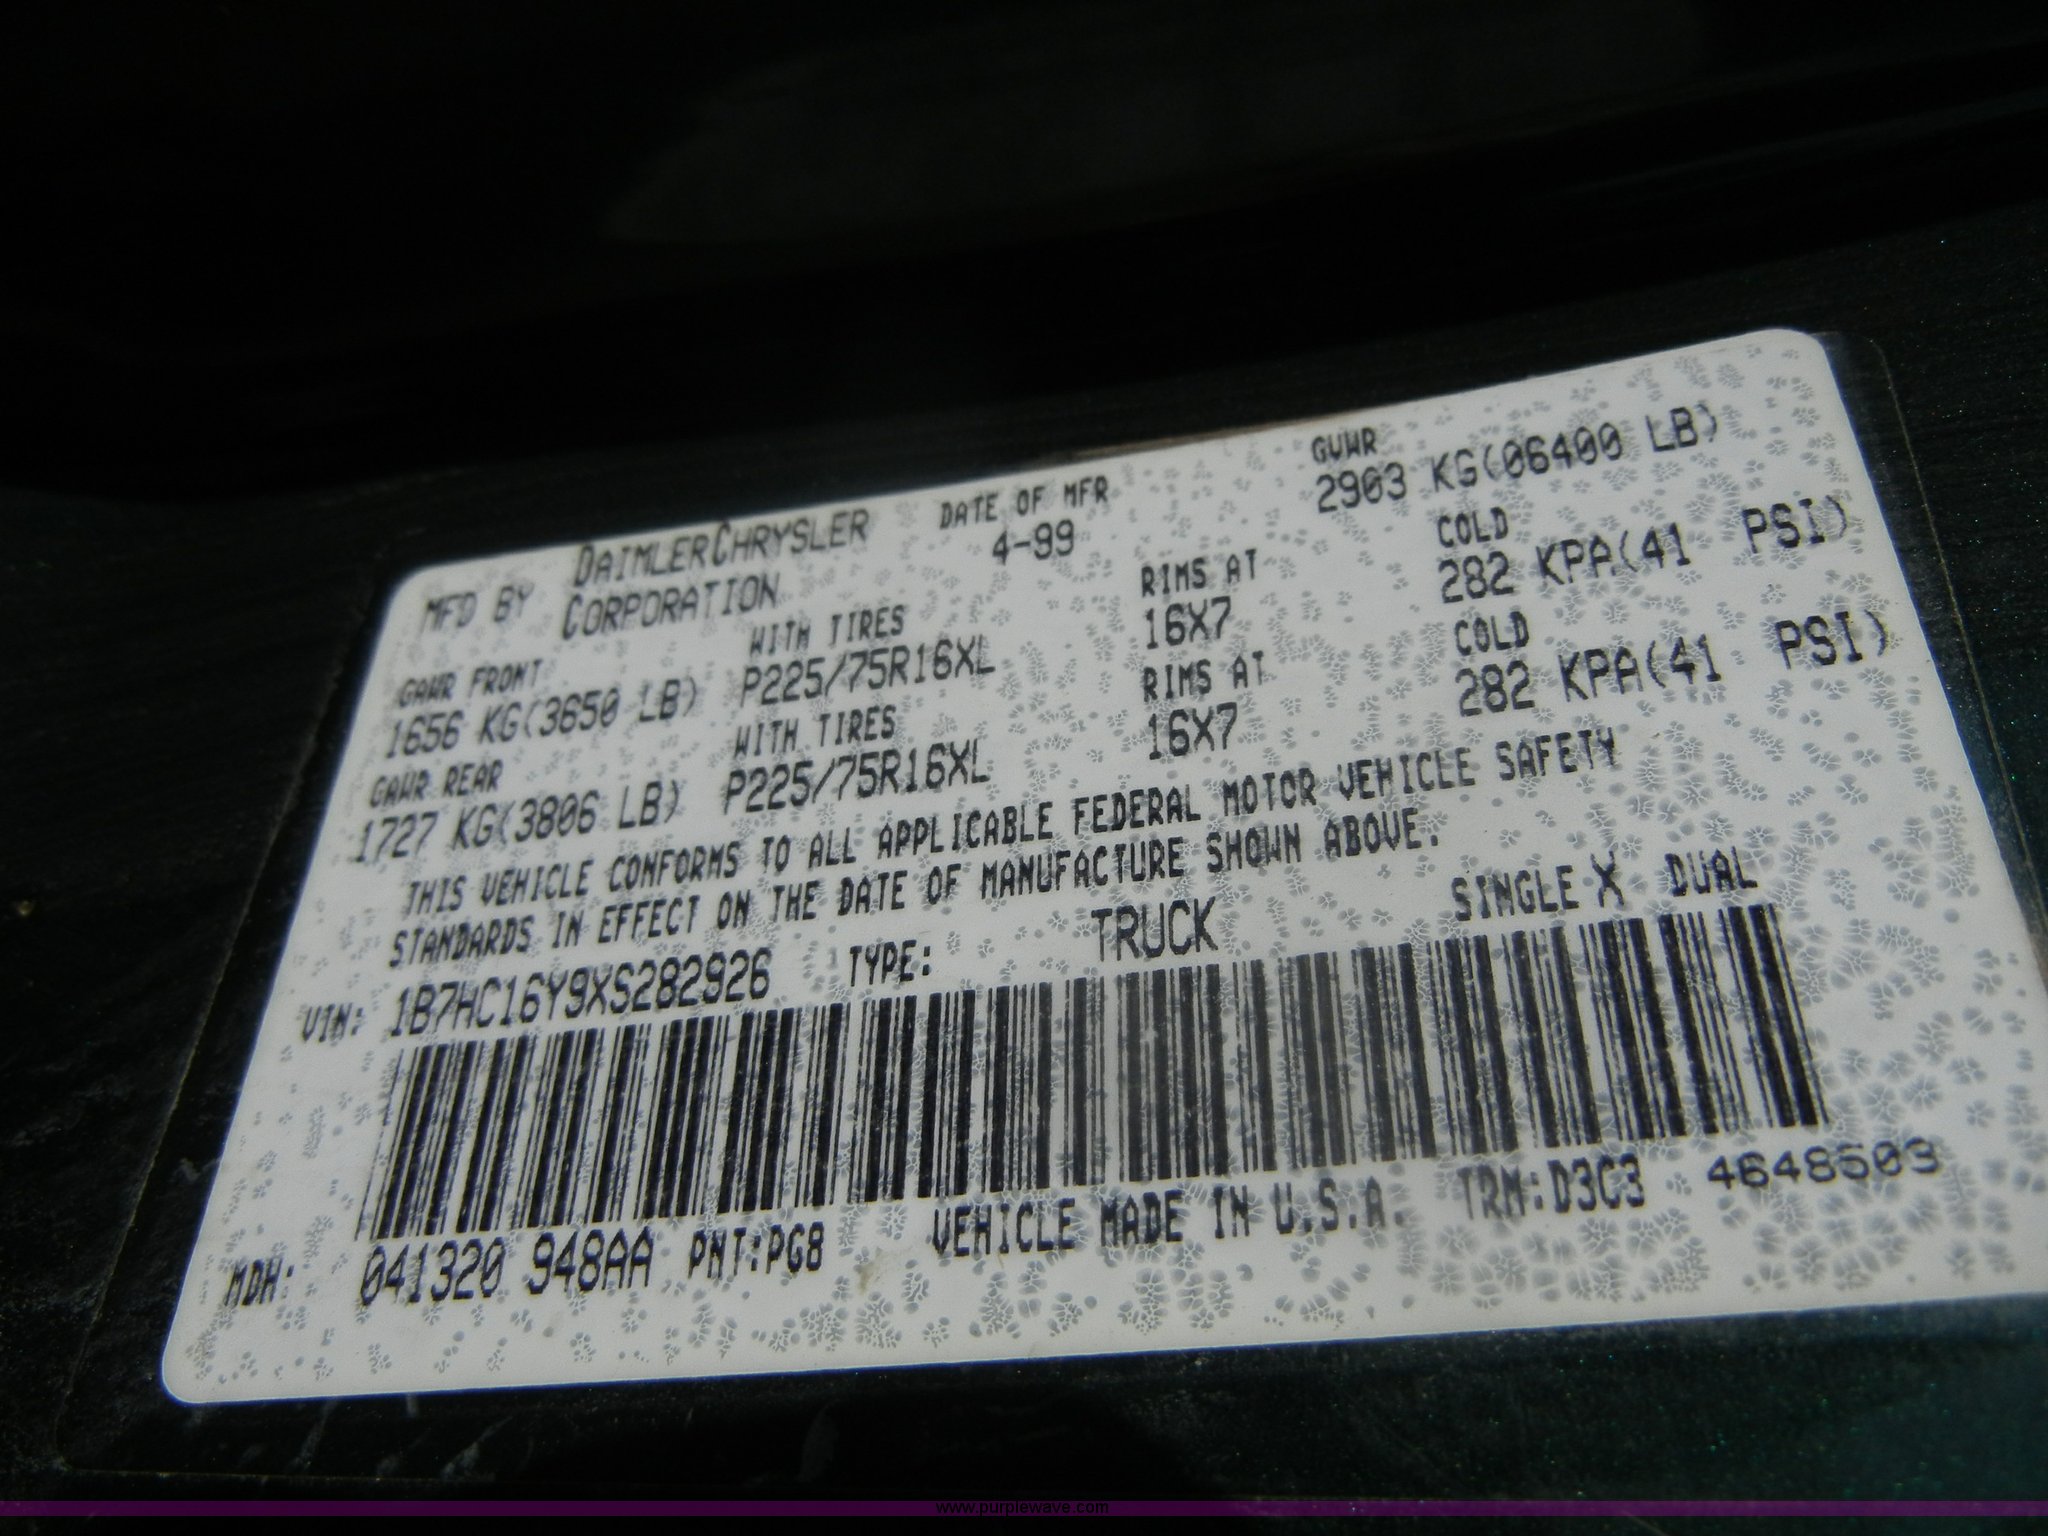 MFD BY DAIMLERCHRYSLER CORPORATION DATE OF MFR 4-99 GVWR 2903 KG(06400 LB)
GAWR FRONT WITH TIRES RIMS AT COLD
1656 KG(3650 LB) P225/75R16XL 16X7 282 KPA(41 PSI)
GAWR REAR WITH TIRES RIMS AT COLD
1727 KG(3806 LB) P225/75R16XL 16X7 282 KPA(41 PSI)
THIS VEHICLE CONFORMS TO ALL APPLICABLE FEDERAL MOTOR VEHICLE SAFETY
STANDARDS IN EFFECT ON THE DATE OF MANUFACTURE SHOWN ABOVE.
VIN: 1B7HC16Y9XS282926 TYPE: TRUCK SINGLE X DUAL
MDH: 041320 948AA PNT:PG8 VEHICLE MADE IN U.S.A. TRM:D3C3 4648503
www.purplewave.com